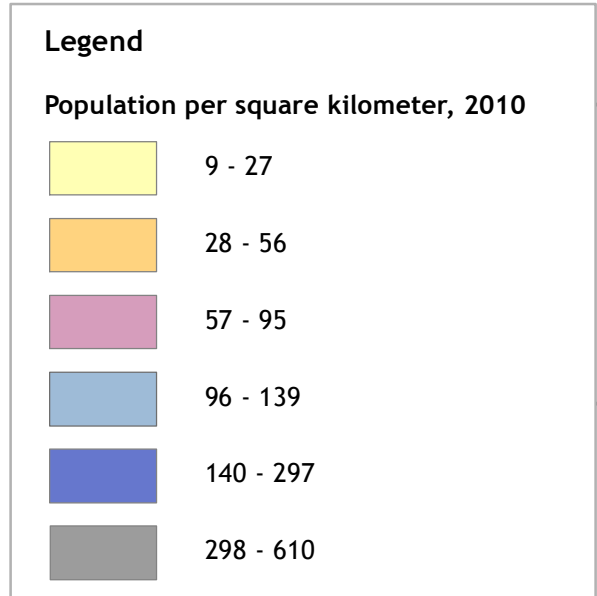 Legend
Population per square kilometer, 2010
9 - 27
28 - 56
57 - 95
96 - 139
140 - 297
298 - 610